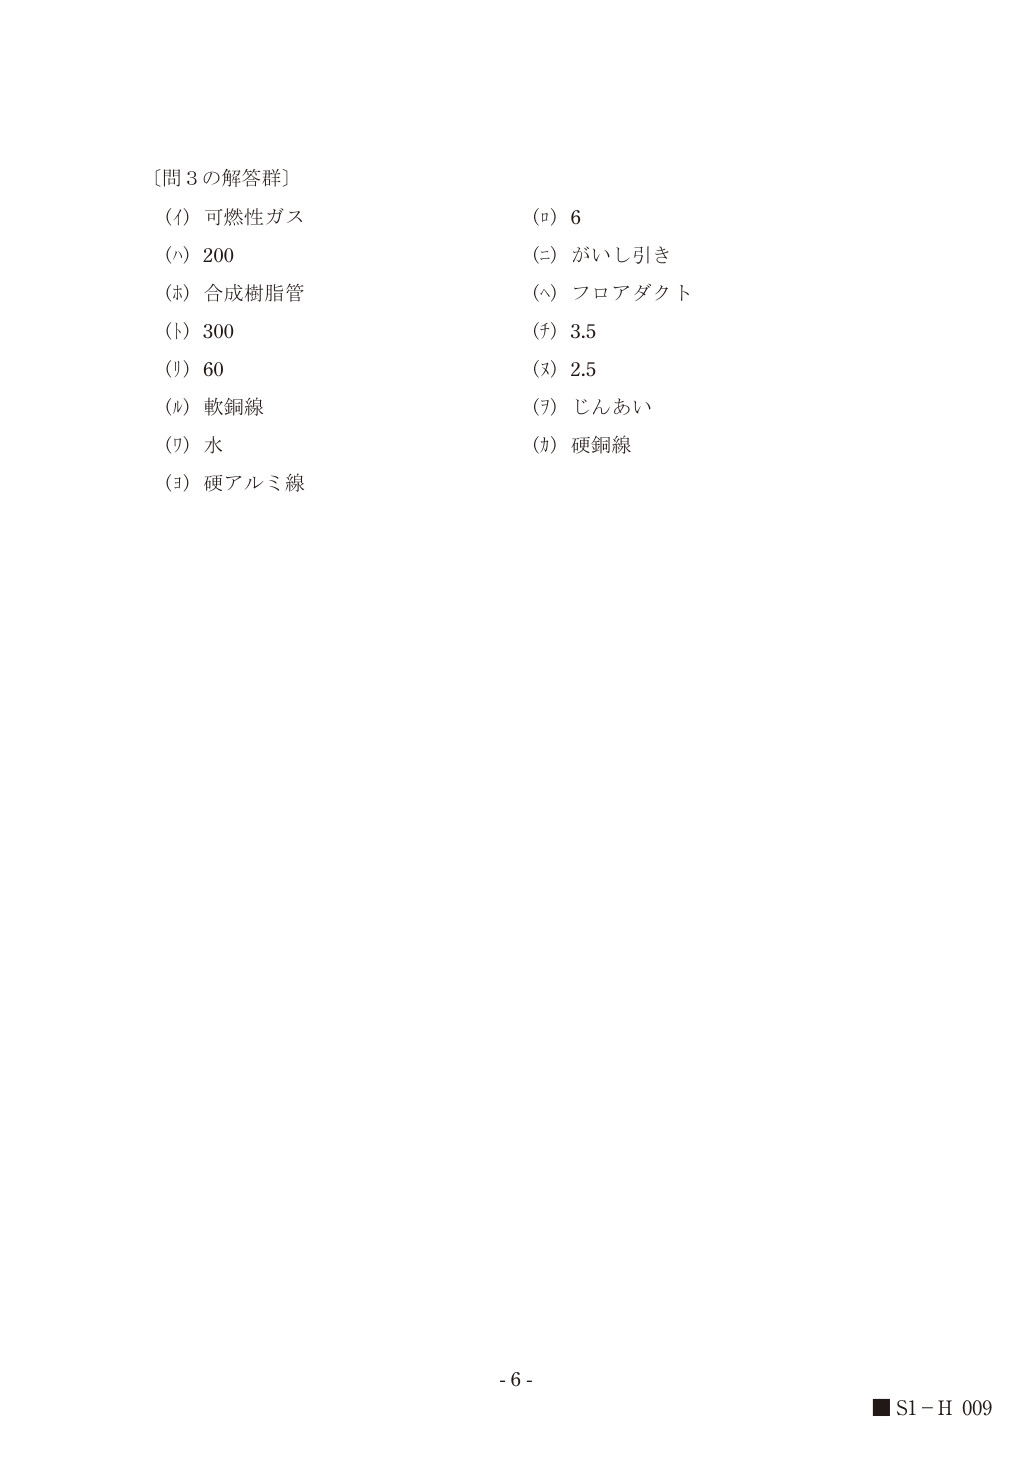 〔問3の解答群〕
(イ) 可燃性ガス (ロ) 6
(ハ) 200 (ニ) がいし引き
(ホ) 合成樹脂管 (ヘ) フロアダクト
(ト) 300 (チ) 3.5
(リ) 60 (ヌ) 2.5
(ル) 軟銅線 (ヲ) じんあい
(ワ) 水 (カ) 硬銅線
(ヨ) 硬アルミ線
- 6 -
■ S1－H 009